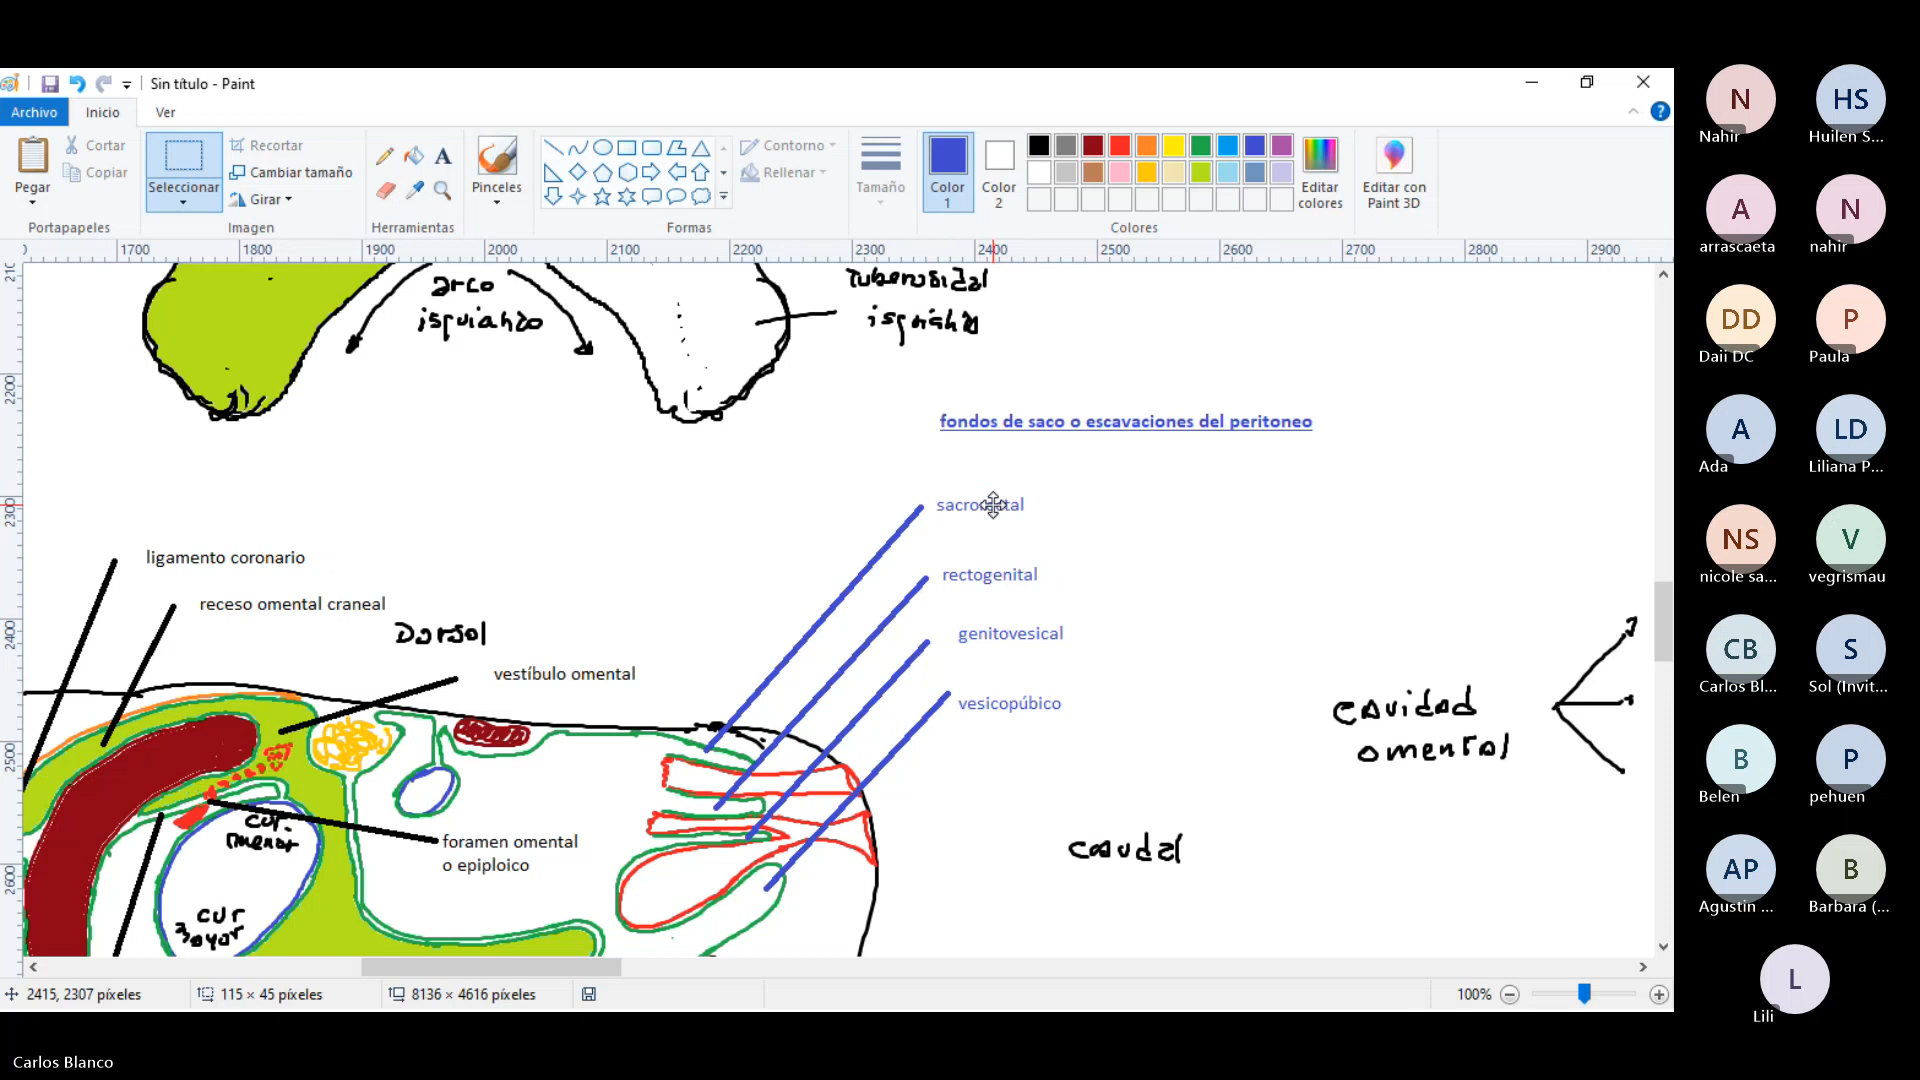 Sin título - Paint
Archivo
Inicio
Ver
Pegar
Cortar
Copiar
Portapapeles
Seleccionar
Recortar
Cambiar tamaño
Girar
Imagen
A
Herramientas
Pinceles
Formas
Contorno
Rellenar
Tamaño
Color
1
Color
2
Editar
colores
Colores
Editar con
Paint 3D
1700
1800
1900
2000
2100
2200
2300
2400
2500
2600
2700
2800
2900
2200
2300
2400
2500
2600
arco
isquiatico
tuberosidad
fondos de saco o escavaciones del peritoneo
rectogenital
genitovesical
vesicopúbico
ligamento coronario
receso omental craneal
Dorsal
vestíbulo omental
cavidad
omental
caudal
foramen omental
o epiploico
cur.
menor
cur
mayor
2415, 2307 píxeles
115 × 45 píxeles
8136 × 4616 píxeles
100%
Carlos Blanco
N
Nahir
HS
Huilen S...
A
arrascaeta
N
nahir
DD
Daii DC
P
Paula
A
Ada
LD
Liliana P...
NS
nicole sa...
V
vegrismau
CB
Carlos Bl...
S
Sol (Invit...
B
Belen
P
pehuen
AP
Agustin ...
B
Barbara (...
L
Lili